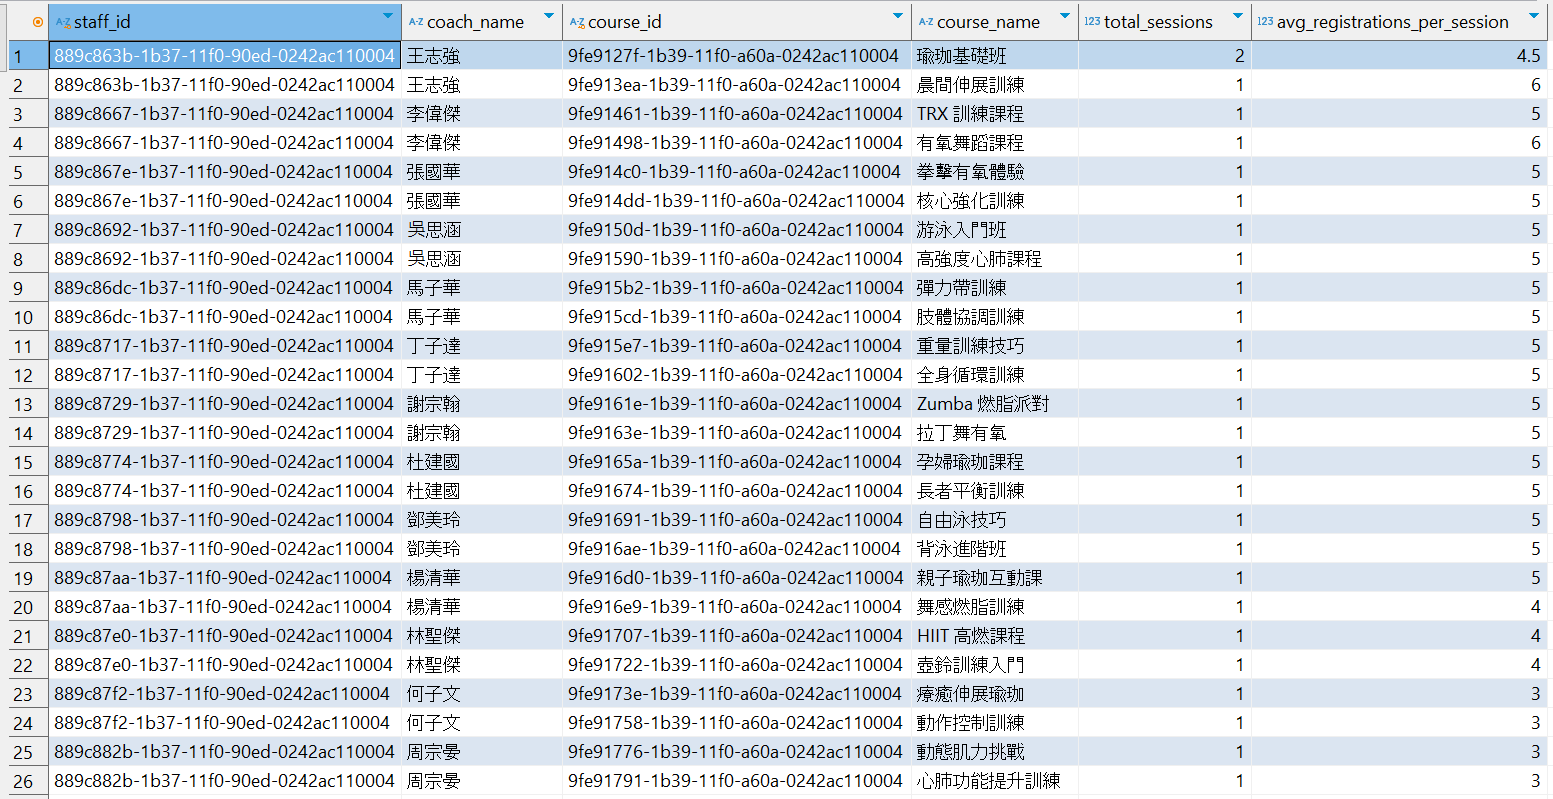 A-Z staff_id A-Z coach_name A-Z course_id A-Z course_name 123 total_sessions 123 avg_registrations_per_session
1 889c863b-1b37-11f0-90ed-0242ac110004 王志強 9fe9127f-1b39-11f0-a60a-0242ac110004 瑜珈基礎班 2 4.5
2 889c863b-1b37-11f0-90ed-0242ac110004 王志強 9fe913ea-1b39-11f0-a60a-0242ac110004 晨間伸展訓練 1 6
3 889c8667-1b37-11f0-90ed-0242ac110004 李偉傑 9fe91461-1b39-11f0-a60a-0242ac110004 TRX 訓練課程 1 5
4 889c8667-1b37-11f0-90ed-0242ac110004 李偉傑 9fe91498-1b39-11f0-a60a-0242ac110004 有氧舞蹈課程 1 6
5 889c867e-1b37-11f0-90ed-0242ac110004 張國華 9fe914c0-1b39-11f0-a60a-0242ac110004 拳擊有氧體驗 1 5
6 889c867e-1b37-11f0-90ed-0242ac110004 張國華 9fe914dd-1b39-11f0-a60a-0242ac110004 核心強化訓練 1 5
7 889c8692-1b37-11f0-90ed-0242ac110004 吳思涵 9fe9150d-1b39-11f0-a60a-0242ac110004 游泳入門班 1 5
8 889c8692-1b37-11f0-90ed-0242ac110004 吳思涵 9fe91590-1b39-11f0-a60a-0242ac110004 高強度心肺課程 1 5
9 889c86dc-1b37-11f0-90ed-0242ac110004 馬子華 9fe915b2-1b39-11f0-a60a-0242ac110004 彈力帶訓練 1 5
10 889c86dc-1b37-11f0-90ed-0242ac110004 馬子華 9fe915cd-1b39-11f0-a60a-0242ac110004 肢體協調訓練 1 5
11 889c8717-1b37-11f0-90ed-0242ac110004 丁子達 9fe915e7-1b39-11f0-a60a-0242ac110004 重量訓練技巧 1 5
12 889c8717-1b37-11f0-90ed-0242ac110004 丁子達 9fe91602-1b39-11f0-a60a-0242ac110004 全身循環訓練 1 5
13 889c8729-1b37-11f0-90ed-0242ac110004 謝宗翰 9fe9161e-1b39-11f0-a60a-0242ac110004 Zumba 燃脂派對 1 5
14 889c8729-1b37-11f0-90ed-0242ac110004 謝宗翰 9fe9163e-1b39-11f0-a60a-0242ac110004 拉丁舞有氧 1 5
15 889c8774-1b37-11f0-90ed-0242ac110004 杜建國 9fe9165a-1b39-11f0-a60a-0242ac110004 孕婦瑜珈課程 1 5
16 889c8774-1b37-11f0-90ed-0242ac110004 杜建國 9fe91674-1b39-11f0-a60a-0242ac110004 長者平衡訓練 1 5
17 889c8798-1b37-11f0-90ed-0242ac110004 鄧美玲 9fe91691-1b39-11f0-a60a-0242ac110004 自由泳技巧 1 5
18 889c8798-1b37-11f0-90ed-0242ac110004 鄧美玲 9fe916ae-1b39-11f0-a60a-0242ac110004 背泳進階班 1 5
19 889c87aa-1b37-11f0-90ed-0242ac110004 楊清華 9fe916d0-1b39-11f0-a60a-0242ac110004 親子瑜珈互動課 1 5
20 889c87aa-1b37-11f0-90ed-0242ac110004 楊清華 9fe916e9-1b39-11f0-a60a-0242ac110004 舞感燃脂訓練 1 4
21 889c87e0-1b37-11f0-90ed-0242ac110004 林聖傑 9fe91707-1b39-11f0-a60a-0242ac110004 HIIT 高燃課程 1 4
22 889c87e0-1b37-11f0-90ed-0242ac110004 林聖傑 9fe91722-1b39-11f0-a60a-0242ac110004 壺鈴訓練入門 1 4
23 889c87f2-1b37-11f0-90ed-0242ac110004 何子文 9fe9173e-1b39-11f0-a60a-0242ac110004 療癒伸展瑜珈 1 3
24 889c87f2-1b37-11f0-90ed-0242ac110004 何子文 9fe91758-1b39-11f0-a60a-0242ac110004 動作控制訓練 1 3
25 889c882b-1b37-11f0-90ed-0242ac110004 周宗晏 9fe91776-1b39-11f0-a60a-0242ac110004 動態肌力挑戰 1 3
26 889c882b-1b37-11f0-90ed-0242ac110004 周宗晏 9fe91791-1b39-11f0-a60a-0242ac110004 心肺功能提升訓練 1 3